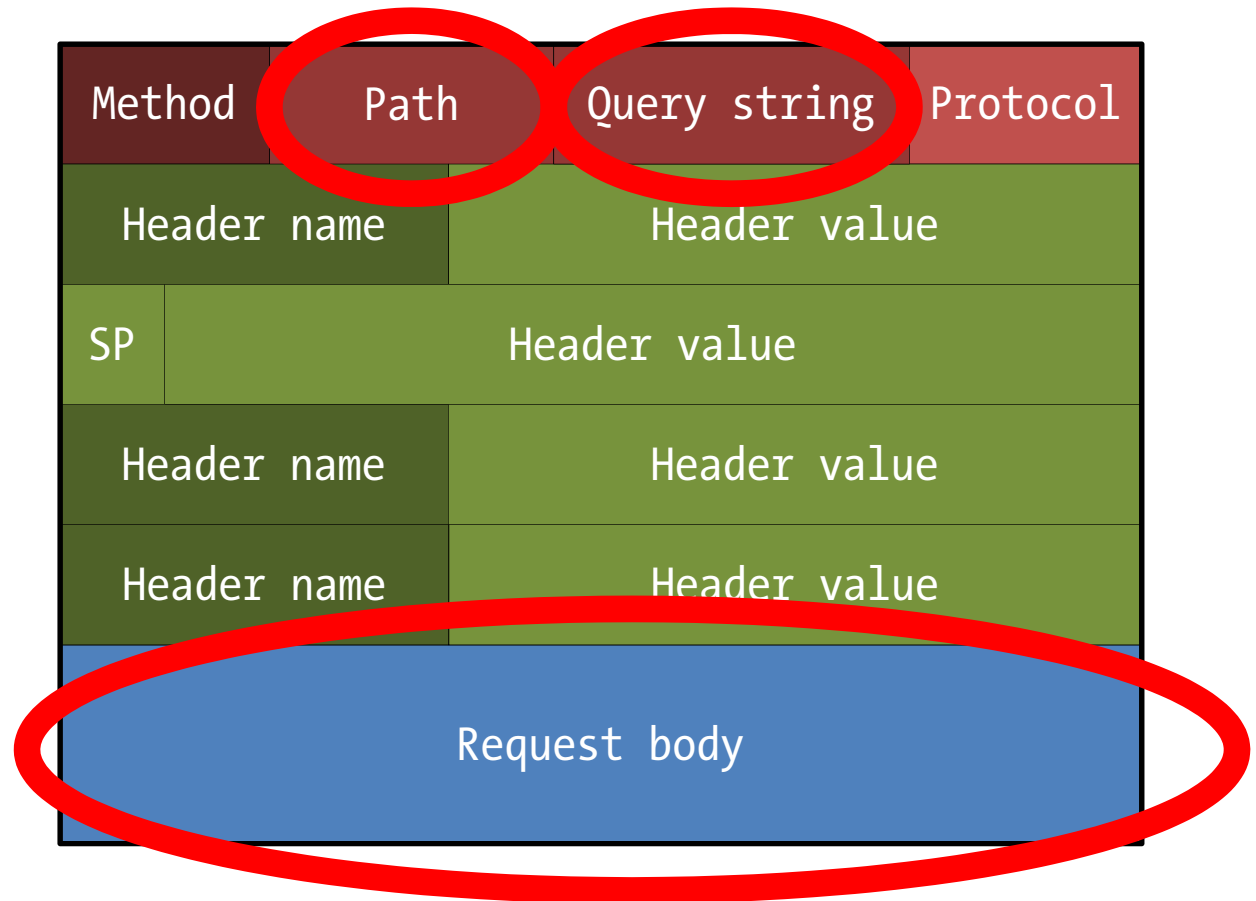 Method Path Query string Protocol
Header name Header value
SP Header value
Header name Header value
Header name Header value
Request body